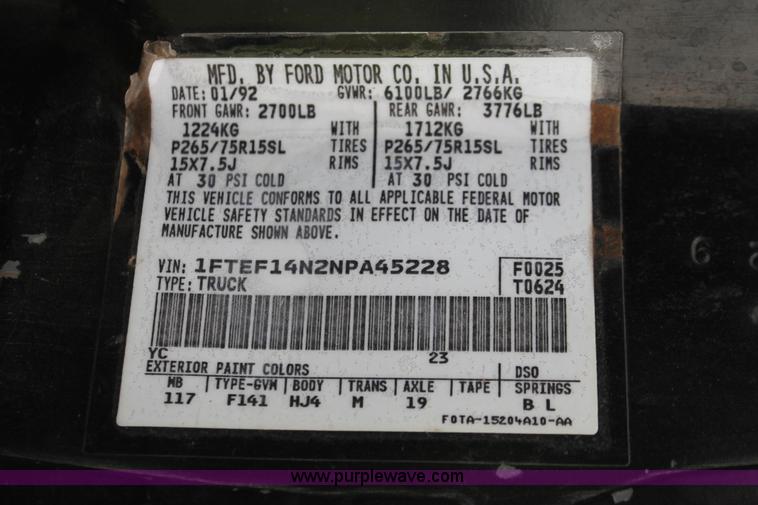 MFD. BY FORD MOTOR CO. IN U.S.A.
DATE: 01/92 GVWR: 6100LB/ 2766KG
FRONT GAWR: 2700LB REAR GAWR: 3776LB
1224KG WITH 1712KG WITH
P265/75R15SL TIRES P265/75R15SL TIRES
15X7.5J RIMS 15X7.5J RIMS
AT 30 PSI COLD AT 30 PSI COLD
THIS VEHICLE CONFORMS TO ALL APPLICABLE FEDERAL MOTOR
VEHICLE SAFETY STANDARDS IN EFFECT ON THE DATE OF
MANUFACTURE SHOWN ABOVE.
VIN: 1FTEF14N2NPA45228 F0025
TYPE: TRUCK T0624
YC 23
EXTERIOR PAINT COLORS DSO
WB TYPE-GVW BODY TRANS AXLE TAPE SPRINGS
117 F141 HJ4 M 19 B L
F0TA-15204A10-AA
www.purplewave.com